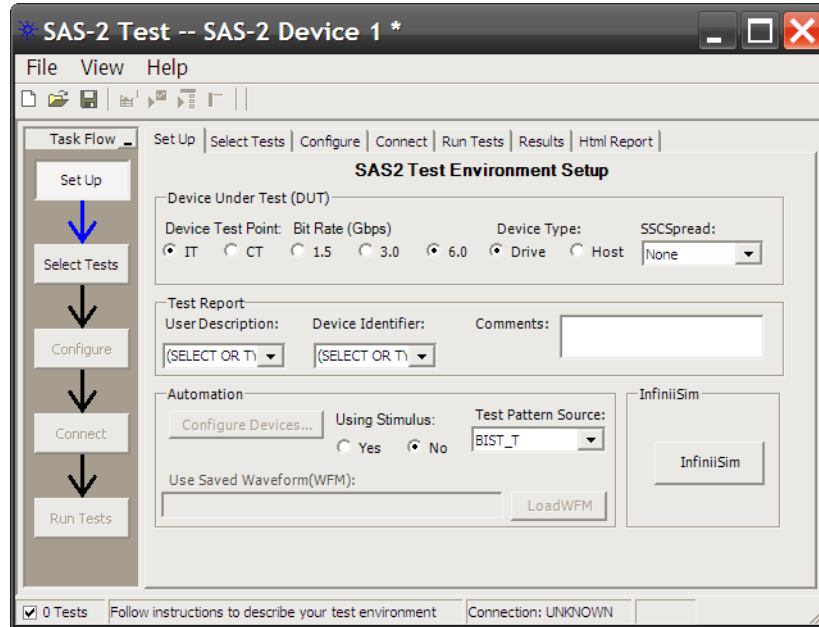 SAS-2 Test -- SAS-2 Device 1 *
File View Help
Task Flow
Set Up
Select Tests
Configure
Connect
Run Tests
Set Up Select Tests Configure Connect Run Tests Results Html Report
SAS2 Test Environment Setup
Device Under Test (DUT)
Device Test Point: Bit Rate (Gbps) Device Type: SSCSpread:
IT CT 1.5 3.0 6.0 Drive Host None
Test Report
User Description: Device Identifier: Comments:
(SELECT OR TY (SELECT OR TY
Automation
Configure Devices... Using Stimulus: Test Pattern Source:
Yes No BIST_T
Use Saved Waveform(WFM):
LoadWFM
InfiniiSim
InfiniiSim
0 Tests Follow instructions to describe your test environment Connection: UNKNOWN